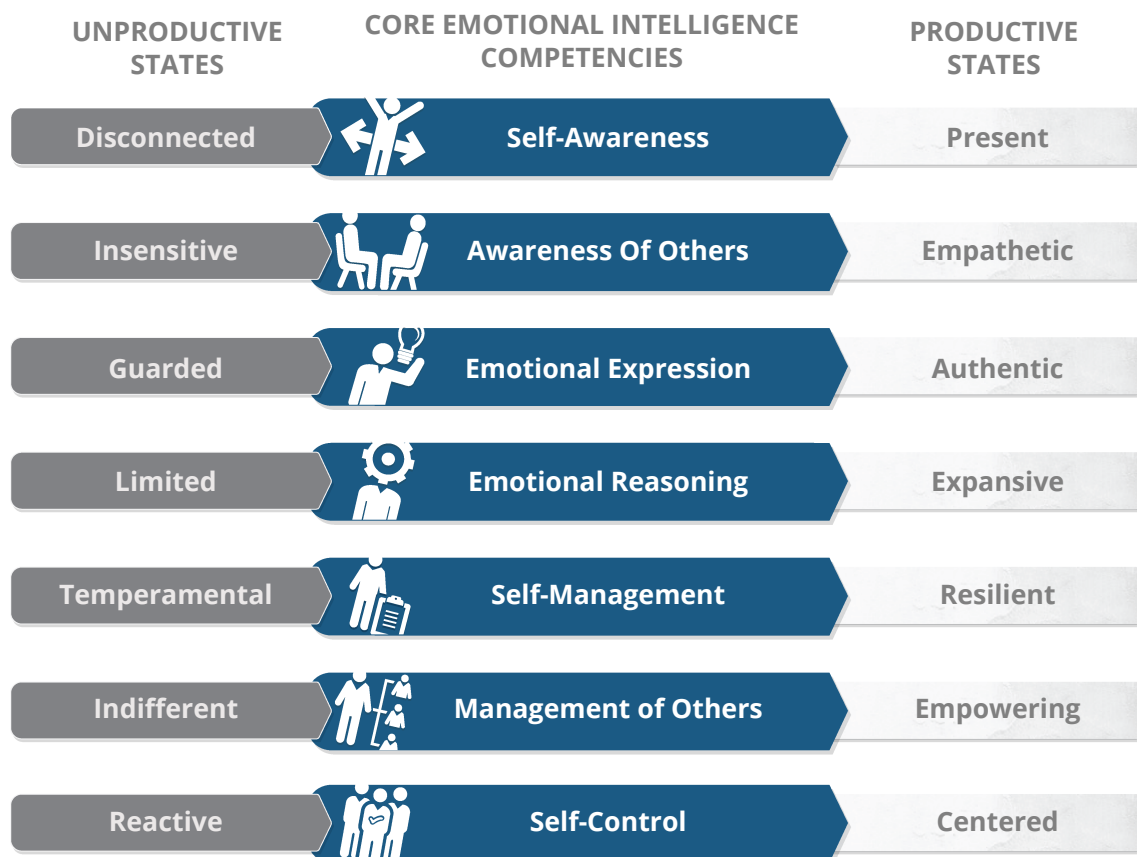 UNPRODUCTIVE
STATES
CORE EMOTIONAL INTELLIGENCE
COMPETENCIES
PRODUCTIVE
STATES
Disconnected
Self-Awareness
Present
Insensitive
Awareness Of Others
Empathetic
Guarded
Emotional Expression
Authentic
Limited
Emotional Reasoning
Expansive
Temperamental
Self-Management
Resilient
Indifferent
Management of Others
Empowering
Reactive
Self-Control
Centered